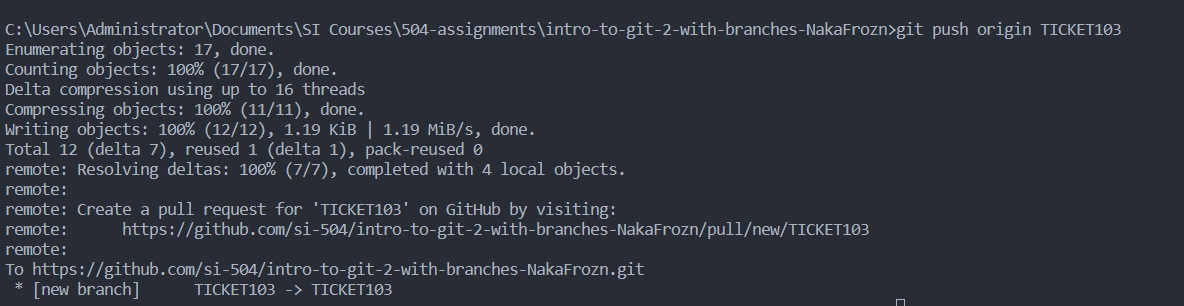 C:\Users\Administrator\Documents\SI Courses\504-assignments\intro-to-git-2-with-branches-NakaFrozn>git push origin TICKET103
Enumerating objects: 17, done.
Counting objects: 100% (17/17), done.
Delta compression using up to 16 threads
Compressing objects: 100% (11/11), done.
Writing objects: 100% (12/12), 1.19 KiB | 1.19 MiB/s, done.
Total 12 (delta 7), reused 1 (delta 1), pack-reused 0
remote: Resolving deltas: 100% (7/7), completed with 4 local objects.
remote:
remote: Create a pull request for 'TICKET103' on GitHub by visiting:
remote:      https://github.com/si-504/intro-to-git-2-with-branches-NakaFrozn/pull/new/TICKET103
remote:
To https://github.com/si-504/intro-to-git-2-with-branches-NakaFrozn.git
 * [new branch]      TICKET103 -> TICKET103